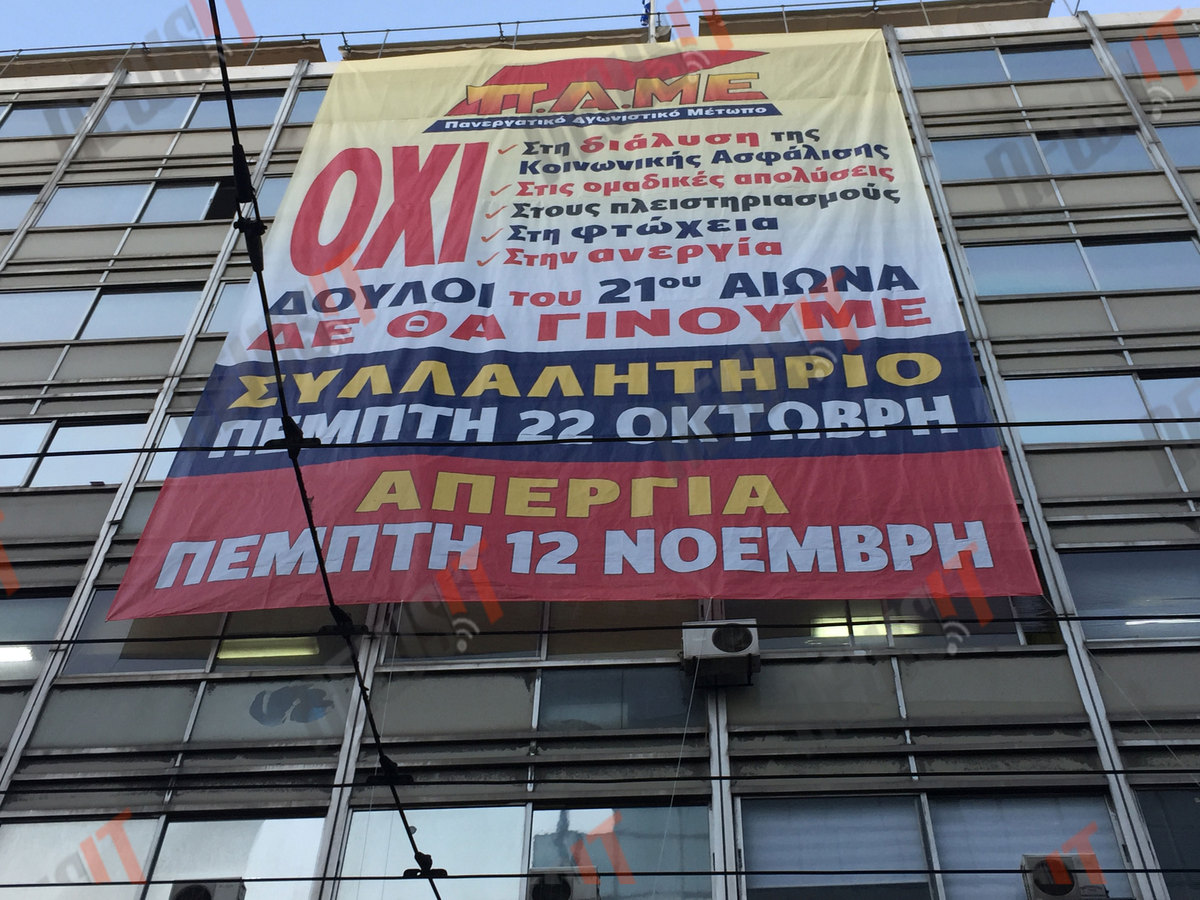 Π.Α.ΜΕ
Πανεργατικό Αγωνιστικό Μέτωπο
ΟΧΙ
✓ Στη διάλυση της
Κοινωνικής Ασφάλισης
✓ Στις ομαδικές απολύσεις
✓ Στους πλειστηριασμούς
✓ Στη φτώχεια
✓ Στην ανεργία
ΔΟΥΛΟΙ του 21ου ΑΙΩΝΑ
ΔΕ ΘΑ ΓΙΝΟΥΜΕ
ΣΥΛΛΑΛΗΤΗΡΙΟ
ΠΕΜΠΤΗ 22 ΟΚΤΩΒΡΗ
ΑΠΕΡΓΙΑ
ΠΕΜΠΤΗ 12 ΝΟΕΜΒΡΗ
newsIT